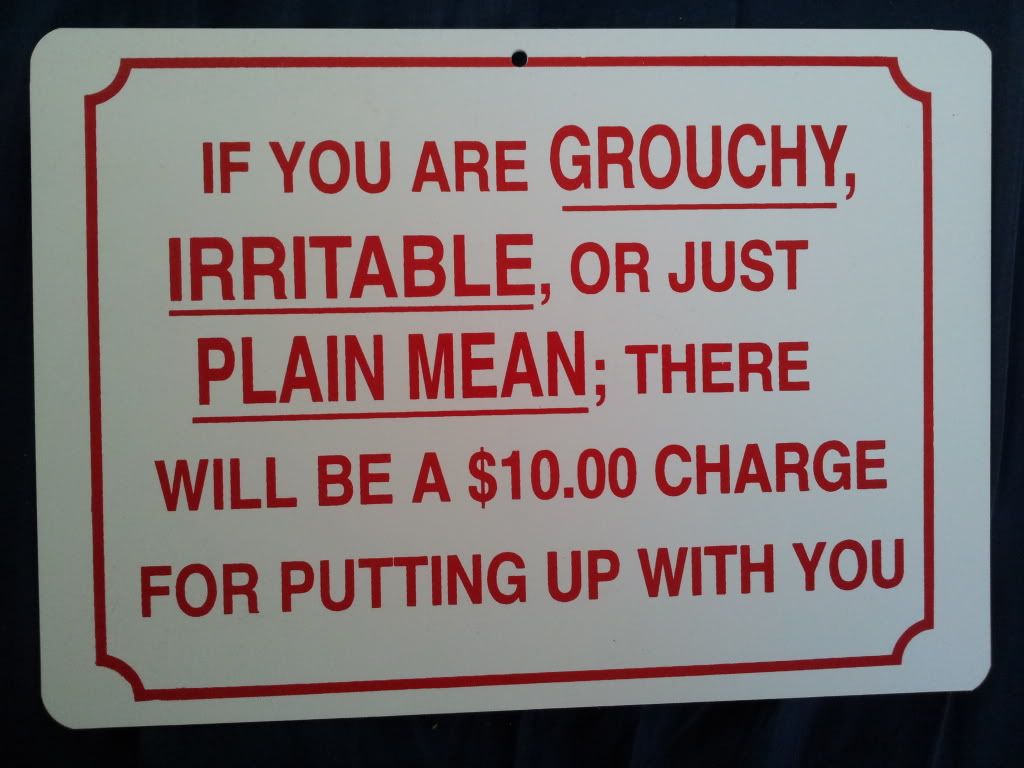 IF YOU ARE GROUCHY,
IRRITABLE, OR JUST
PLAIN MEAN; THERE
WILL BE A $10.00 CHARGE
FOR PUTTING UP WITH YOU